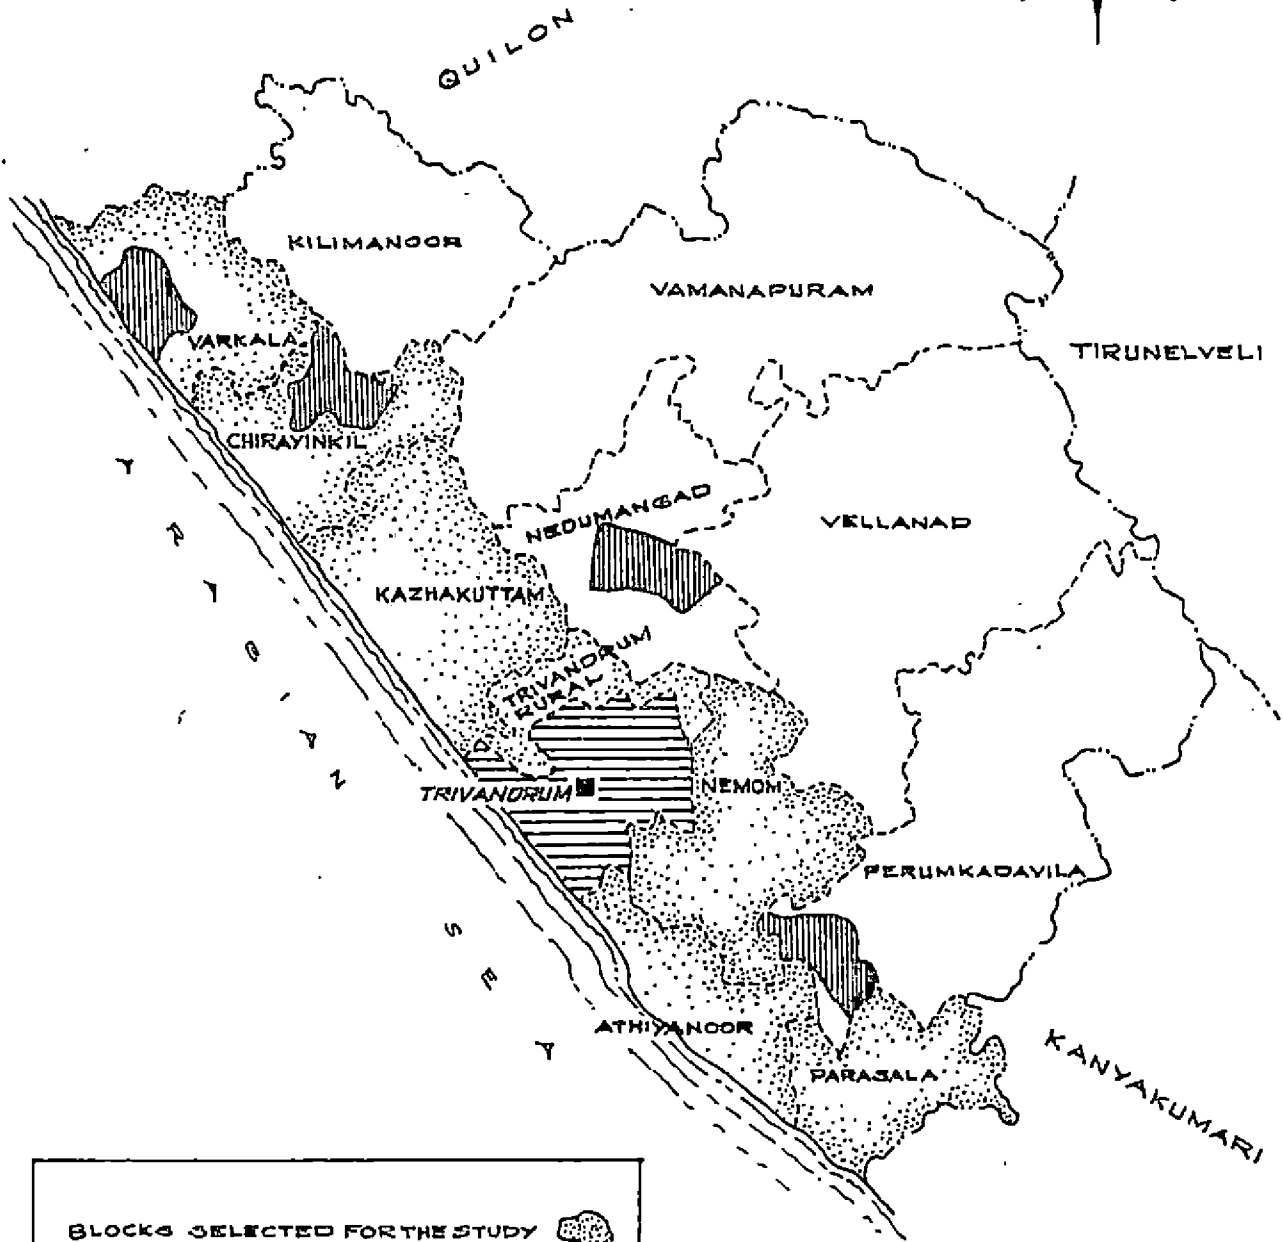 QUILON
KILIMANOOR
VAMANAPURAM
VARKALA
TIRUNELVELI
CHIRAYINKIL
NEDUMANGAD
VELLANAD
KAZHAKUTTAM
TRIVANDRUM
RURAL
TRIVANDRUM
NEMOM
PERUMKADAVILA
ARABIAN SEA
ATHIYANOOR
PARASALA
KANYAKUMARI
BLOCKS SELECTED FOR THE STUDY